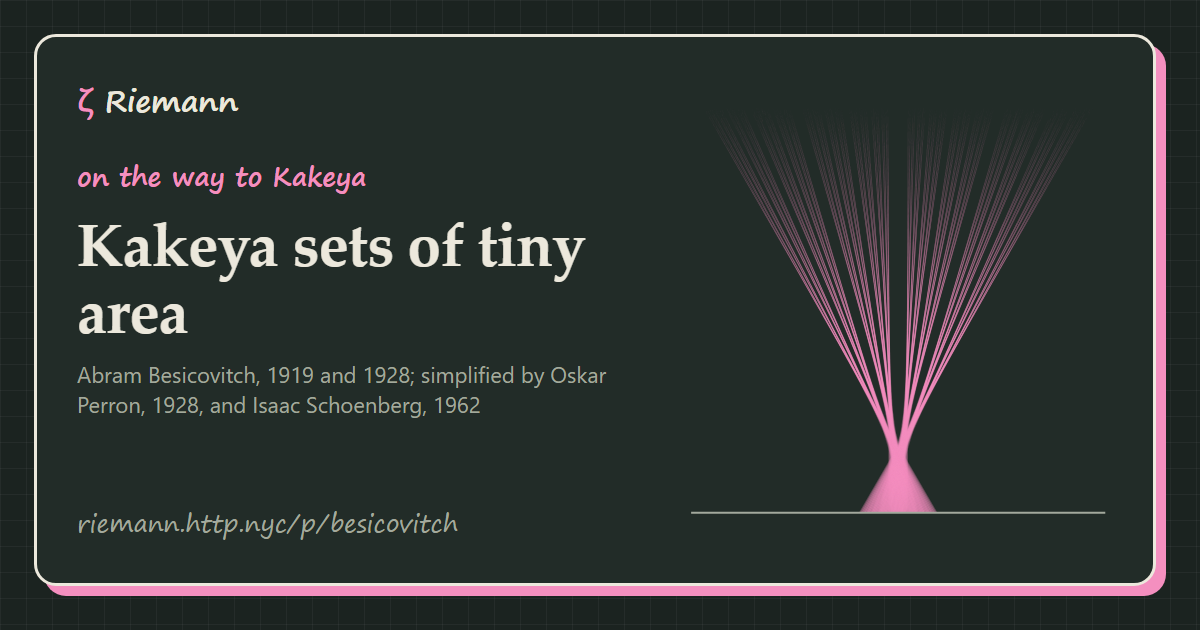 ζ Riemann
on the way to Kakeya
Kakeya sets of tiny
area
Abram Besicovitch, 1919 and 1928; simplified by Oskar
Perron, 1928, and Isaac Schoenberg, 1962
riemann.http.nyc/p/besicovitch